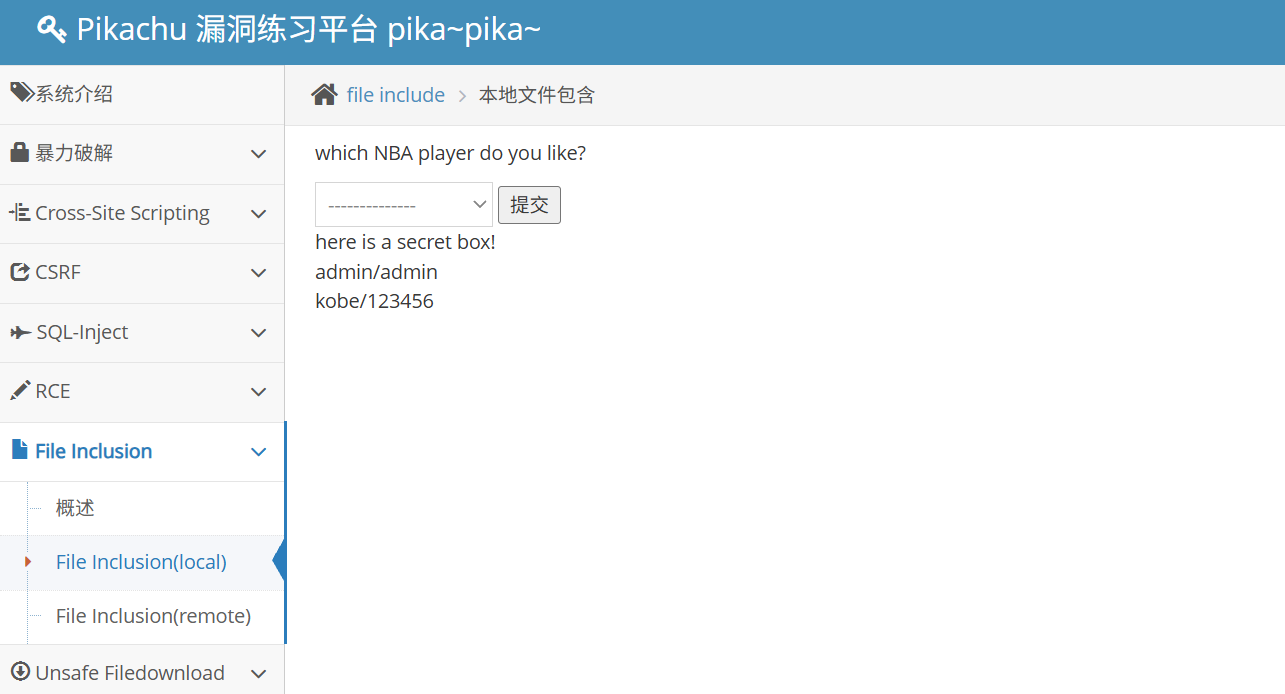 Pikachu 漏洞练习平台 pika~pika~
系统介绍
暴力破解
Cross-Site Scripting
CSRF
SQL-Inject
RCE
File Inclusion
概述
File Inclusion(local)
File Inclusion(remote)
Unsafe Filedownload
file include > 本地文件包含
which NBA player do you like?
-------------- 提交
here is a secret box!
admin/admin
kobe/123456